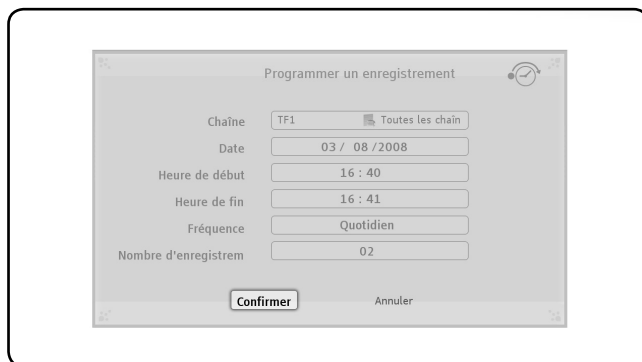 Programmer un enregistrement
Chaîne TF1 Toutes les chaîn
Date 03 / 08 /2008
Heure de début 16 : 40
Heure de fin 16 : 41
Fréquence Quotidien
Nombre d'enregistrem 02
Confirmer Annuler